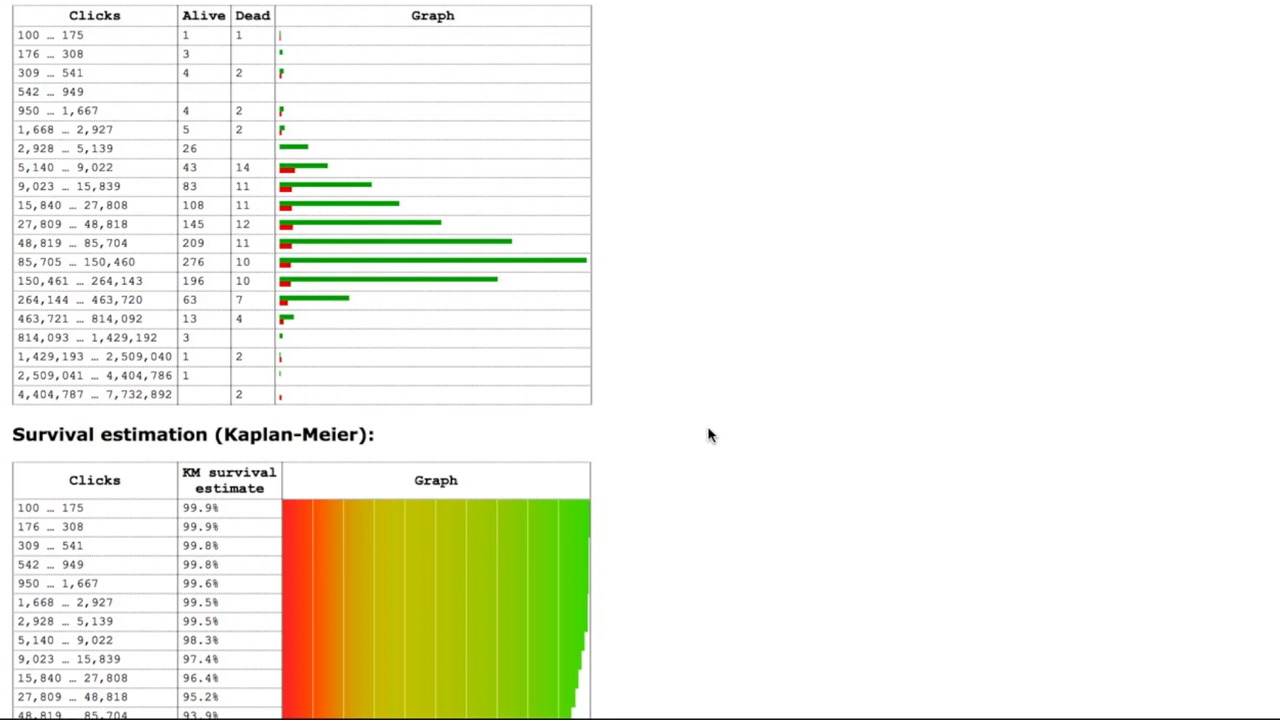 Clicks Alive Dead Graph
100 … 175 1 1
176 … 308 3
309 … 541 4 2
542 … 949
950 … 1,667 4 2
1,668 … 2,927 5 2
2,928 … 5,139 26
5,140 … 9,022 43 14
9,023 … 15,839 83 11
15,840 … 27,808 108 11
27,809 … 48,818 145 12
48,819 … 85,704 209 11
85,705 … 150,460 276 10
150,461 … 264,143 196 10
264,144 … 463,720 63 7
463,721 … 814,092 13 4
814,093 … 1,429,192 3
1,429,193 … 2,509,040 1 2
2,509,041 … 4,404,786 1
4,404,787 … 7,732,892 2
Survival estimation (Kaplan-Meier):
Clicks KM survival estimate Graph
100 … 175 99.9%
176 … 308 99.9%
309 … 541 99.8%
542 … 949 99.8%
950 … 1,667 99.6%
1,668 … 2,927 99.5%
2,928 … 5,139 99.5%
5,140 … 9,022 98.3%
9,023 … 15,839 97.4%
15,840 … 27,808 96.4%
27,809 … 48,818 95.2%
48,819 … 85,704 93.9%